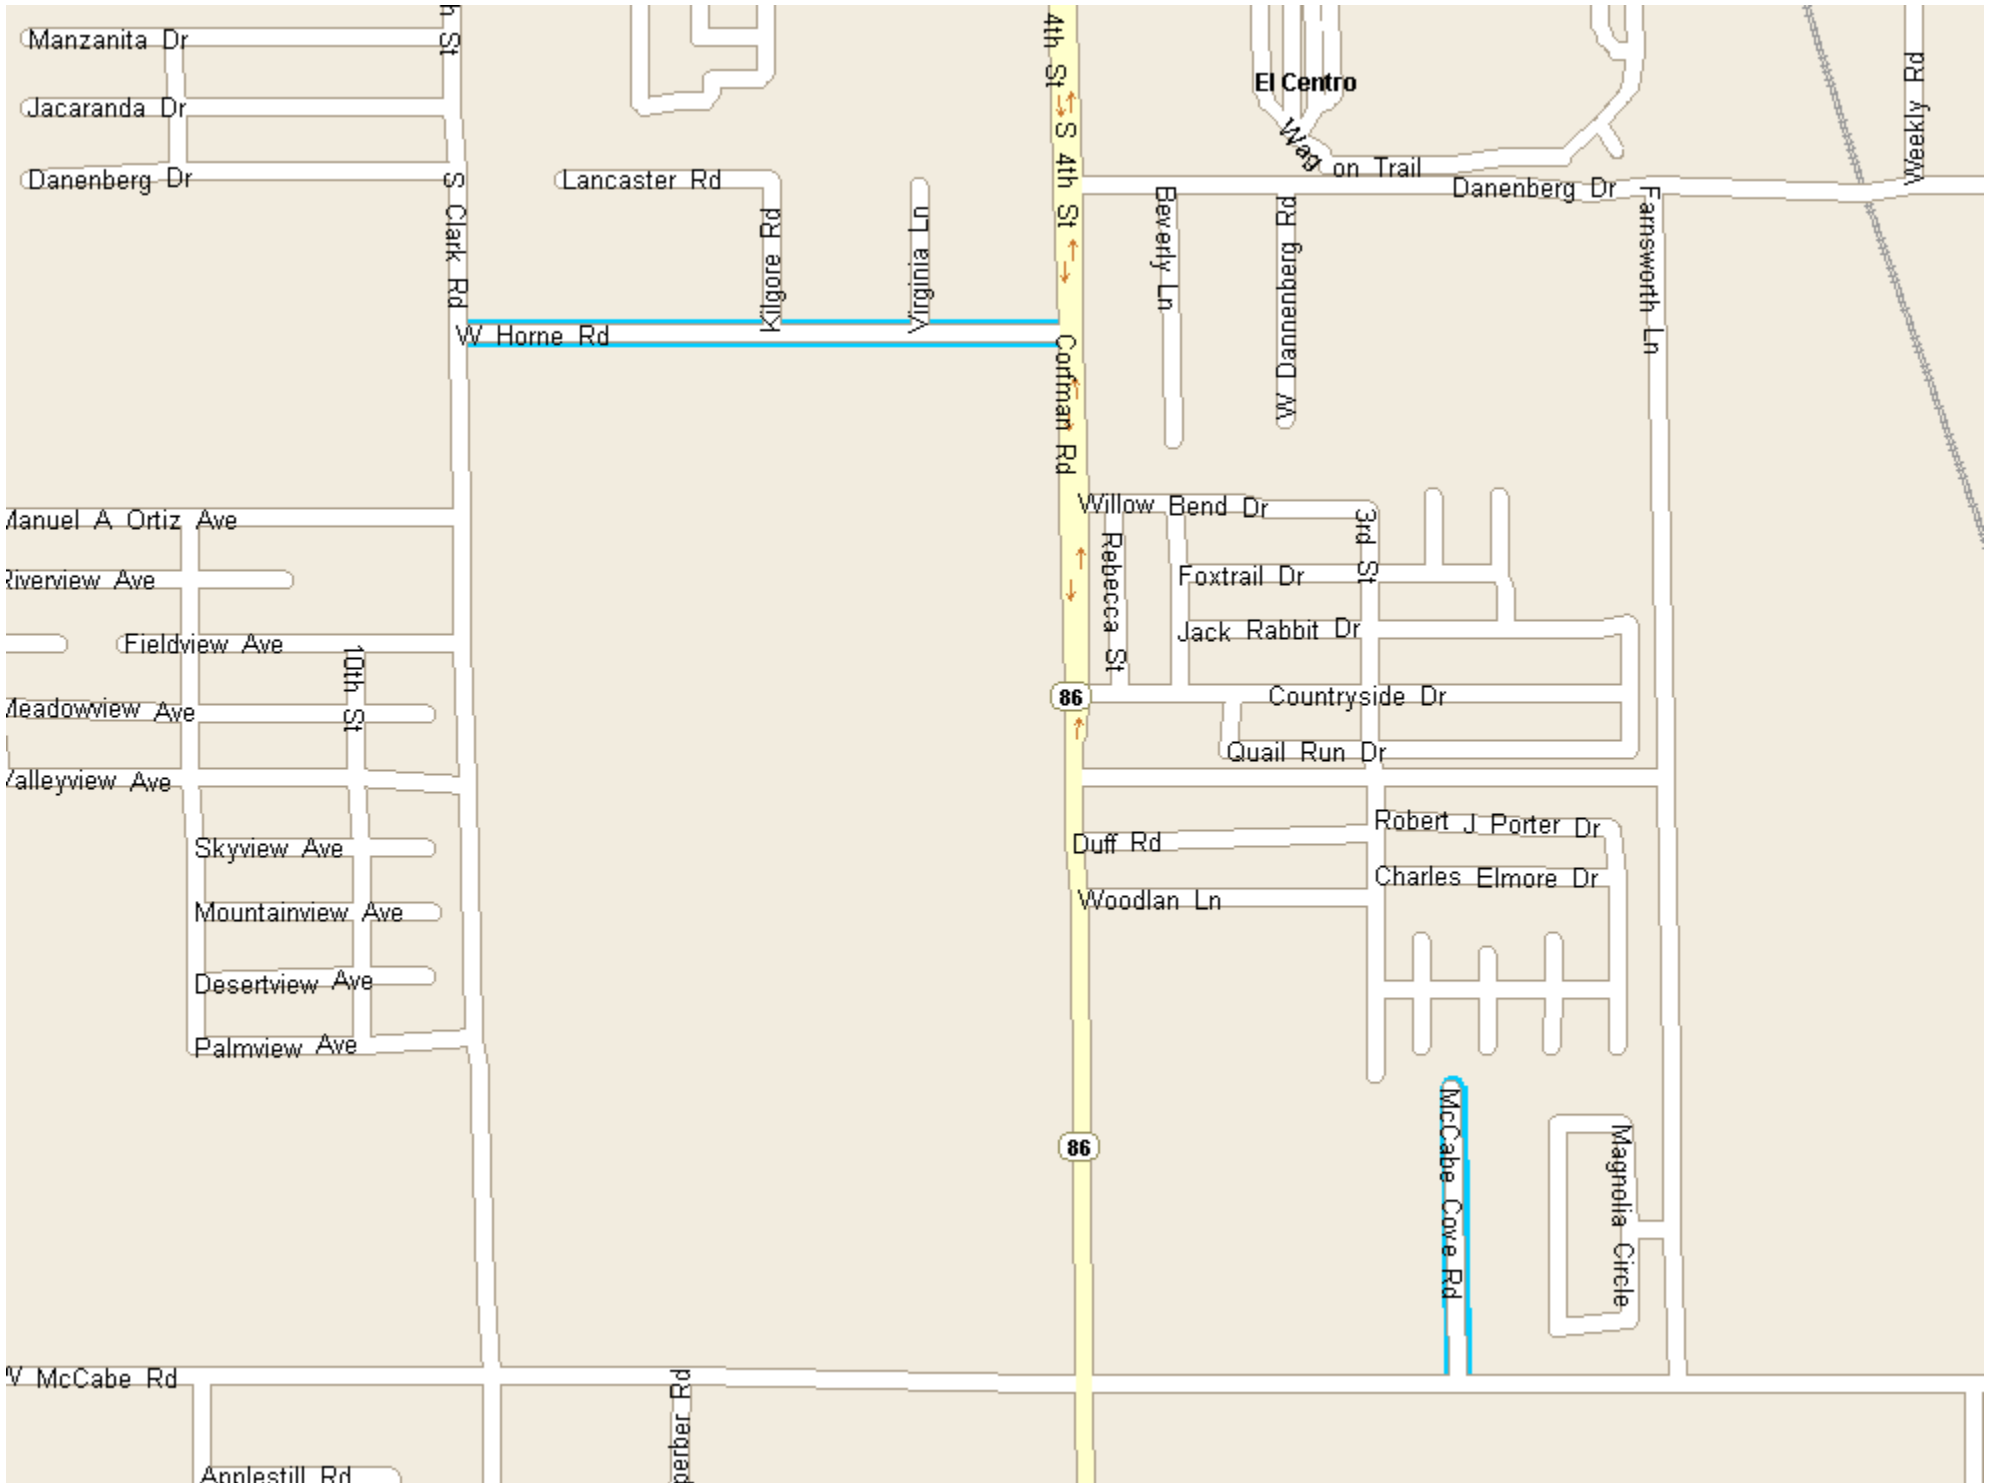 Manzanita Dr
h St
4th St
El Centro
Weekly Rd
Jacaranda Dr
Wagon Trail
Danenberg Dr
S Clark Rd
Lancaster Rd
S 4th St
Danenberg Dr
Kilgore Rd
Virginia Ln
Beverly Ln
W Dannenberg Rd
Farnsworth Ln
W Horne Rd
Corfman Rd
Manuel A Ortiz Ave
Willow Bend Dr
3rd St
Riverview Ave
Rebecca St
Foxtrail Dr
Jack Rabbit Dr
Fieldview Ave
10th St
86
Countryside Dr
Meadowview Ave
Quail Run Dr
Valleyview Ave
Skyview Ave
Duff Rd
Robert J Porter Dr
Charles Elmore Dr
Mountainview Ave
Woodlan Ln
Desertview Ave
Palmview Ave
86
McCabe Cove Rd
Magnolia Circle
W McCabe Rd
perber Rd
Applestill Rd